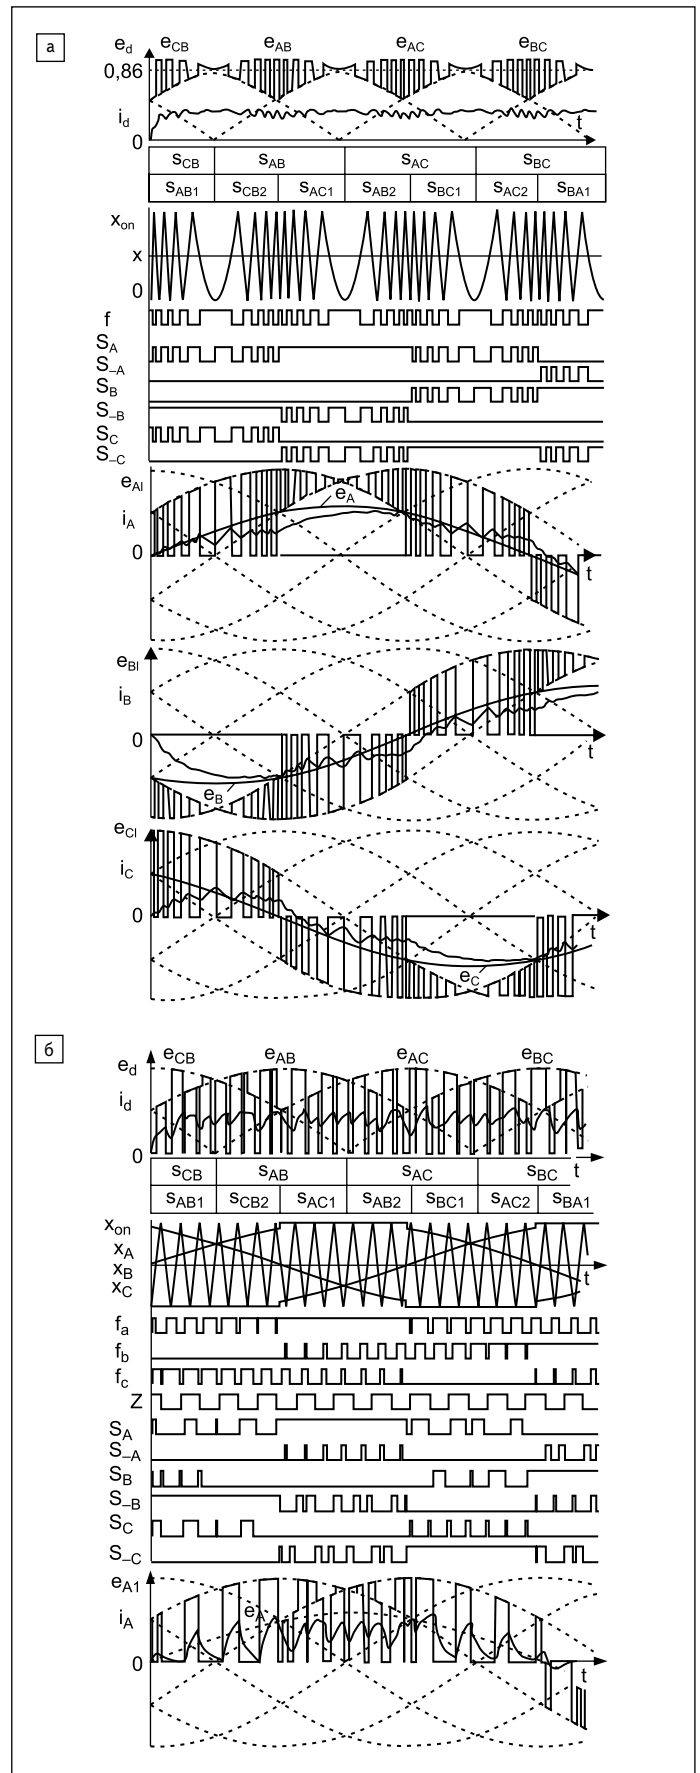 а
e_d e_CB e_AB e_AC e_BC
0,86
i_d
0 t
s_CB s_AB s_AC s_BC
s_AB1 s_CB2 s_AC1 s_AB2 s_BC1 s_AC2 s_BA1
x_on
x
0
f
S_A
S_–A
S_B
S_–B
S_C
S_–C
e_AI
i_A e_A
0 t
e_BI
i_B
0 t
e_B
e_CI
i_C
0 t
e_C
б
e_d e_CB e_AB e_AC e_BC
i_d
0 t
s_CB s_AB s_AC s_BC
s_AB1 s_CB2 s_AC1 s_AB2 s_BC1 s_AC2 s_BA1
x_on
x_A
x_B t
x_C
f_a
f_b
f_c
Z
S_A
S_–A
S_B
S_–B
S_C
S_–C
e_A1
i_A e_A
0 t